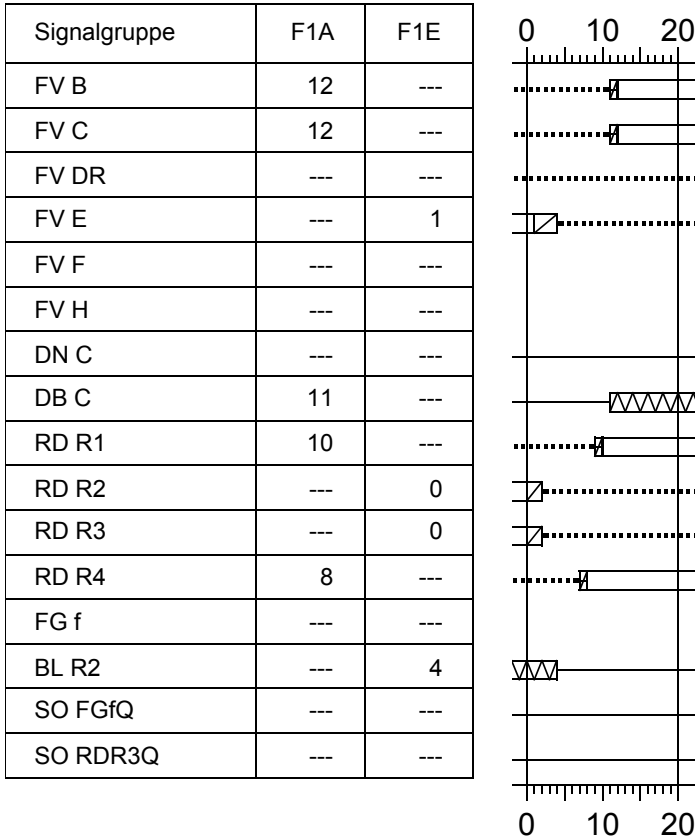 Signalgruppe F1A F1E 0 10 20
FV B 12 ---
FV C 12 ---
FV DR --- ---
FV E --- 1
FV F --- ---
FV H --- ---
DN C --- ---
DB C 11 ---
RD R1 10 ---
RD R2 --- 0
RD R3 --- 0
RD R4 8 ---
FG f --- ---
BL R2 --- 4
SO FGfQ --- ---
SO RDR3Q --- ---
0 10 20